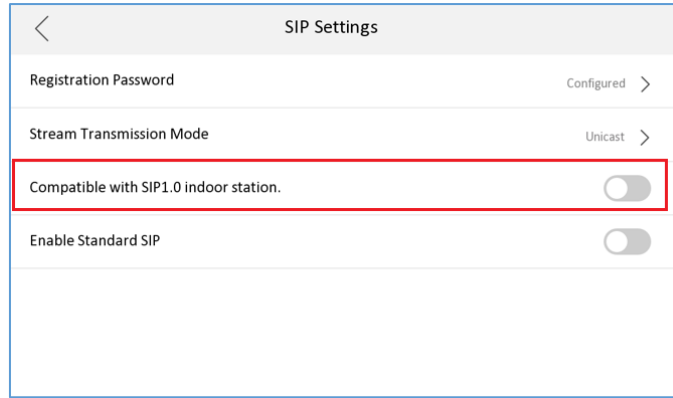 SIP Settings
Registration Password
Configured
Stream Transmission Mode
Unicast
Compatible with SIP1.0 indoor station.
Enable Standard SIP